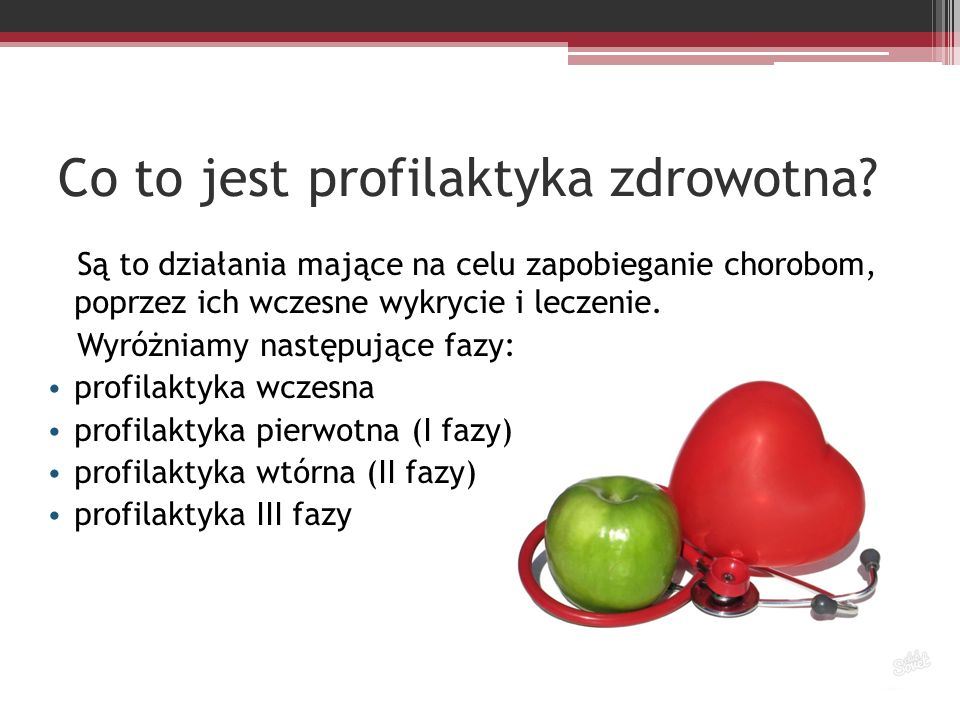 Co to jest profilaktyka zdrowotna?
Są to działania mające na celu zapobieganie chorobom,
poprzez ich wczesne wykrycie i leczenie.
Wyróżniamy następujące fazy:
• profilaktyka wczesna
• profilaktyka pierwotna (I fazy)
• profilaktyka wtórna (II fazy)
• profilaktyka III fazy